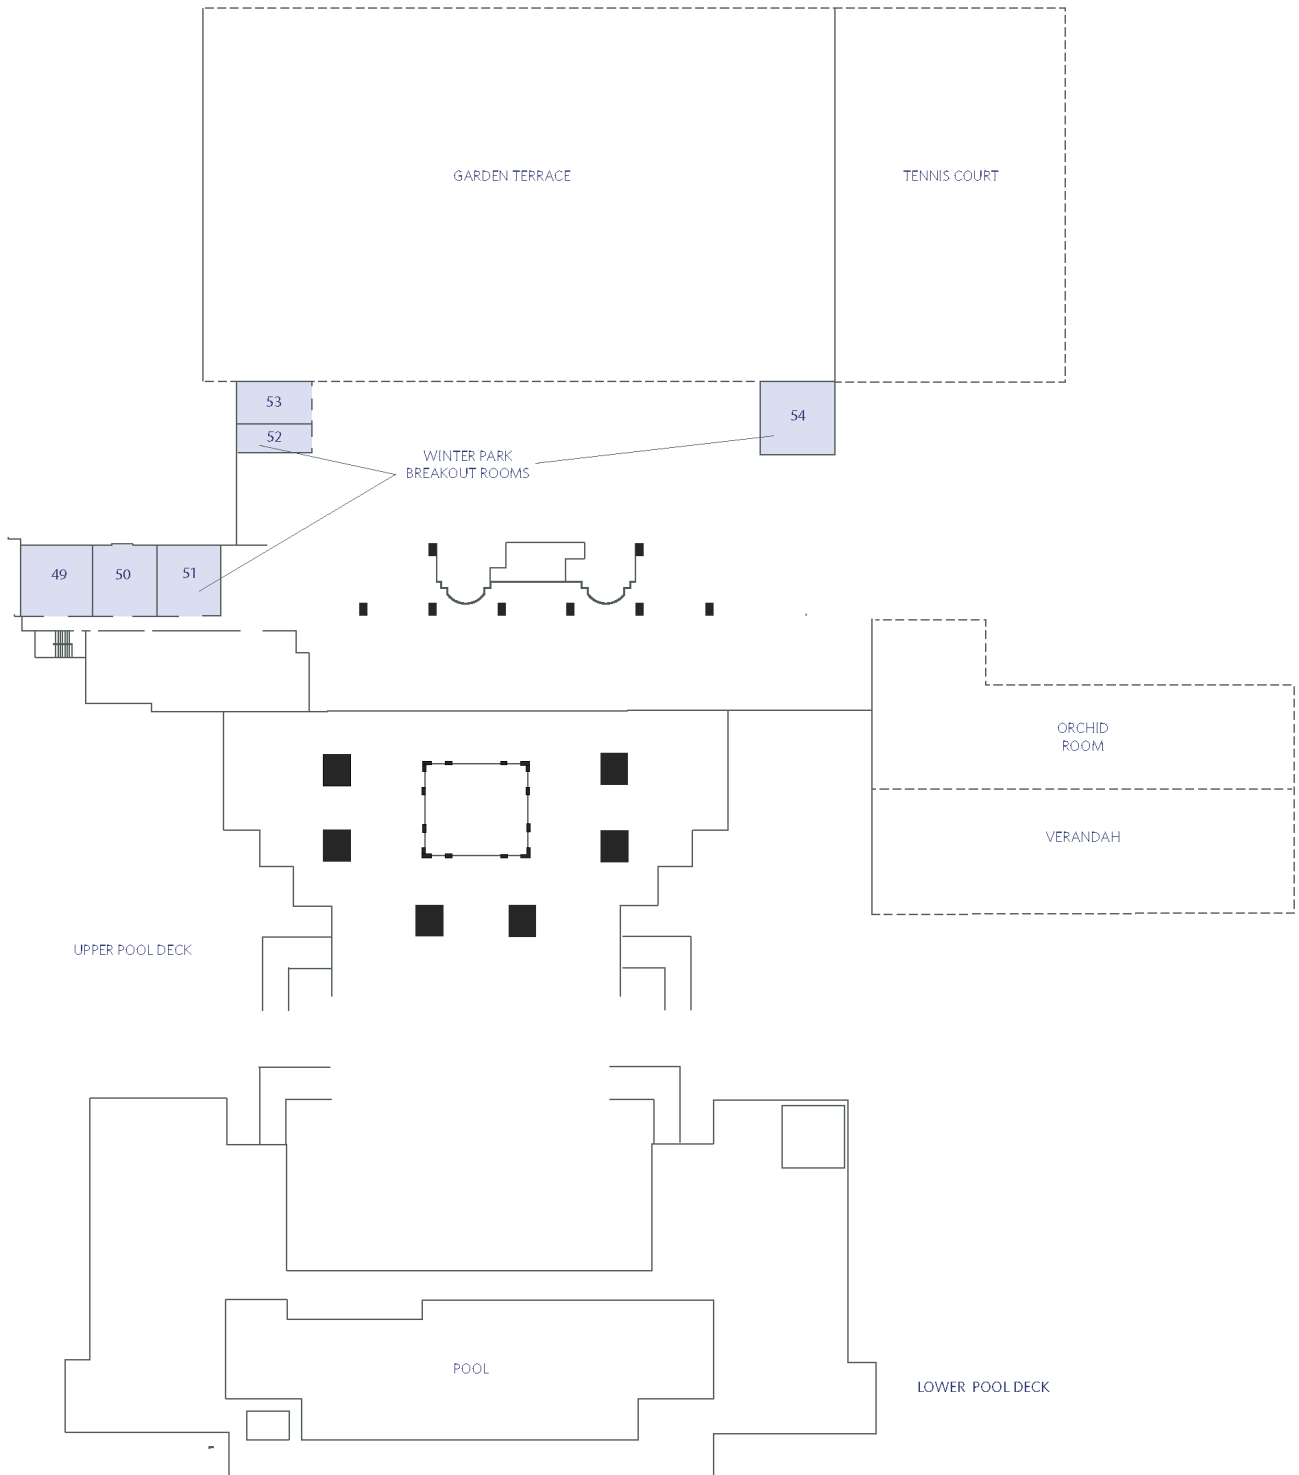 GARDEN TERRACE
TENNIS COURT
53
54
52
WINTER PARK
BREAKOUT ROOMS
49
50
51
ORCHID
ROOM
VERANDAH
UPPER POOL DECK
POOL
LOWER POOL DECK